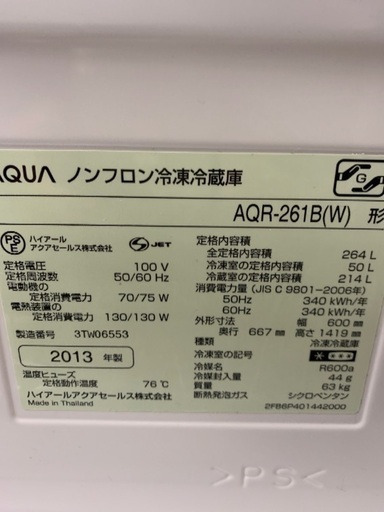 AQUA ノンフロン冷凍冷蔵庫
G
AQR-261B(W) 形
PS E ハイアール アクアセールス株式会社 JET
定格電圧 100 V
定格周波数 50/60 Hz
電動機の
定格消費電力 70/75 W
電熱装置の
定格消費電力 130/130 W
製造番号 3TW06553
2013 年製
温度ヒューズ
定格動作温度 76℃
ハイアールアクアセールス株式会社
Made in Thailand
定格内容積
全定格内容積 264 L
冷凍室の定格内容積 50 L
冷蔵室の定格内容積 214 L
消費電力量(JIS C 9801-2006年)
50Hz 340 kWh/年
60Hz 340 kWh/年
外形寸法 幅 600 mm
奥行 667 mm 高さ 1419 mm
種類 冷凍冷蔵庫
冷凍室の記号
冷媒名 R600a
冷媒封入量 44 g
質量 63 kg
断熱発泡ガス シクロペンタン
2FB6P401442000
>PS<